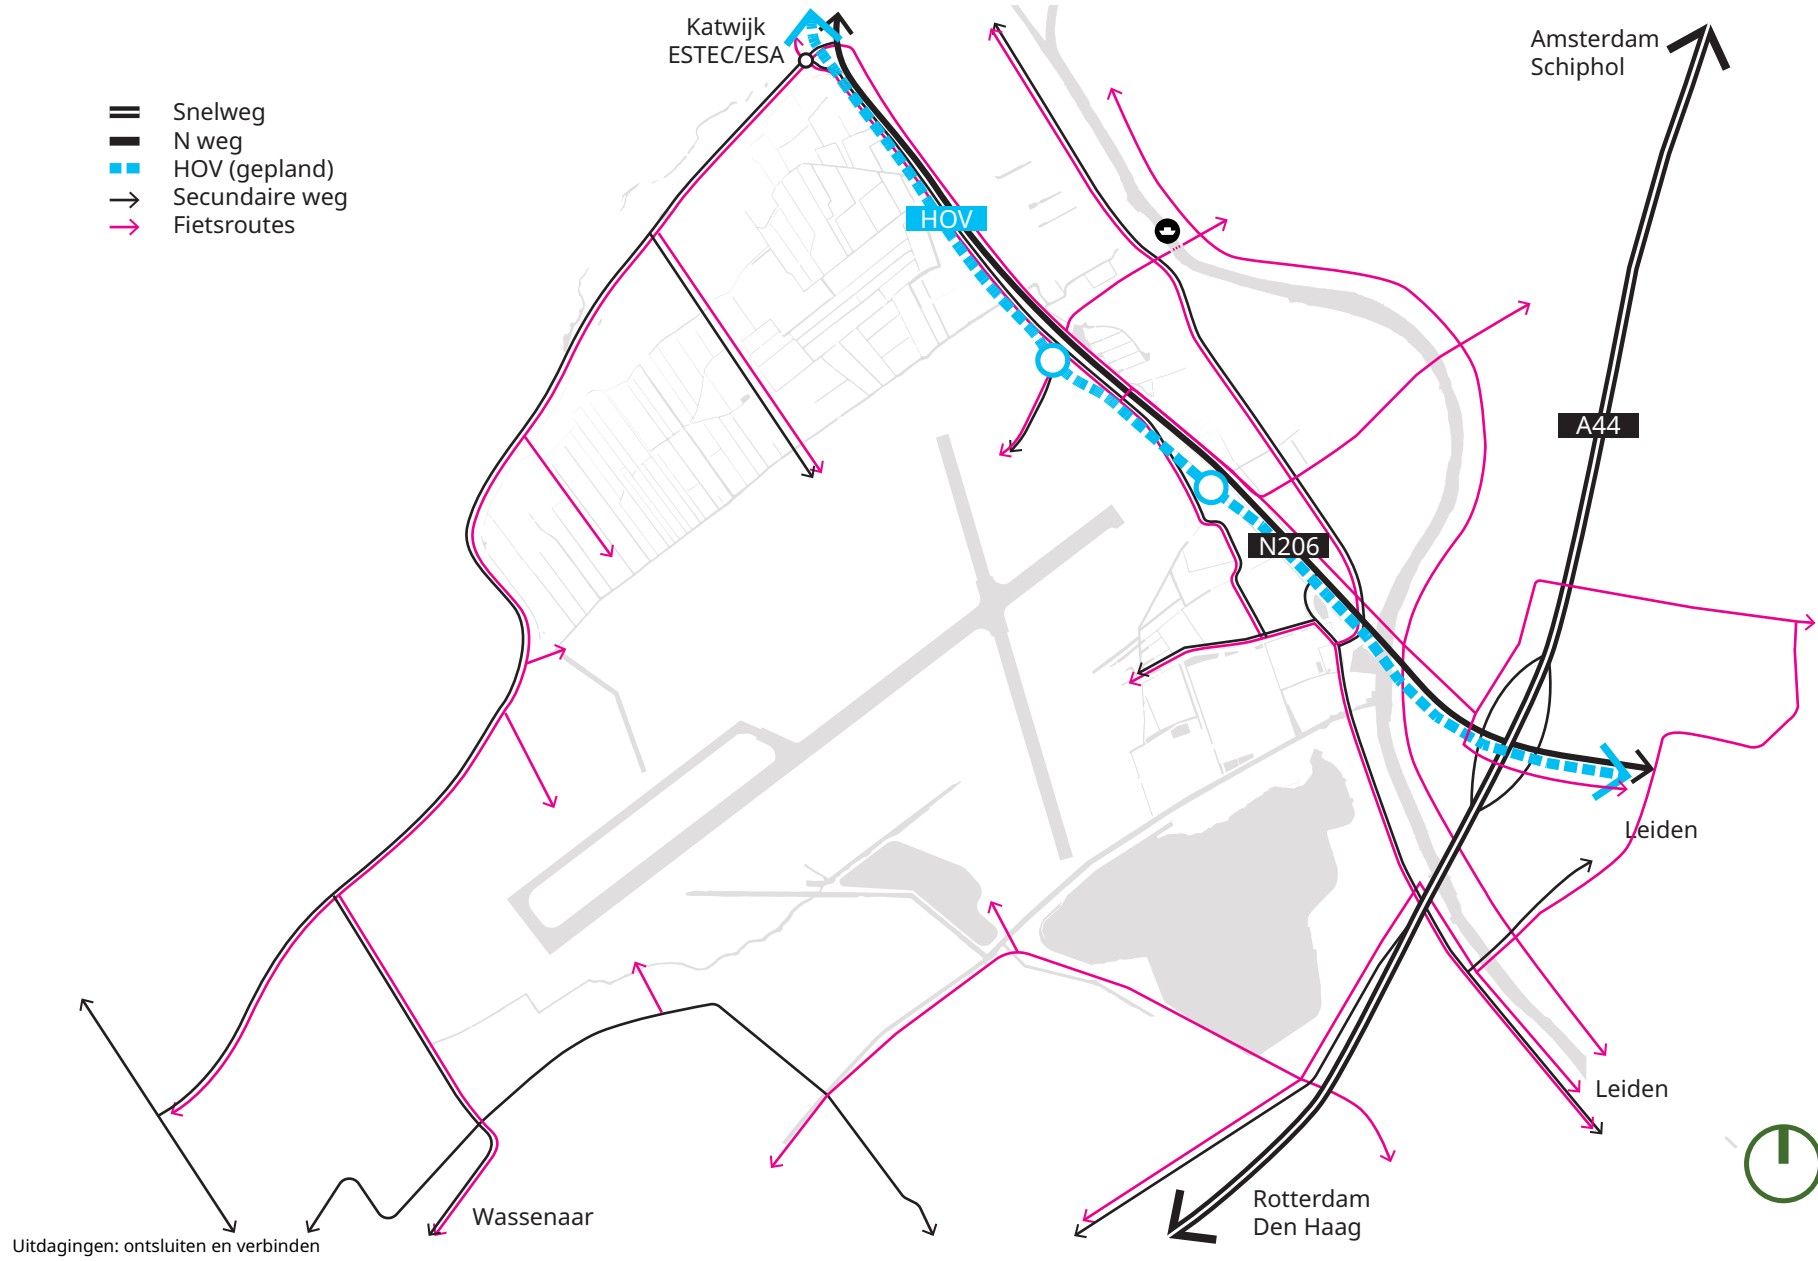 Katwijk
ESTEC/ESA
Amsterdam
Schiphol
Snelweg
N weg
HOV (gepland)
Secundaire weg
Fietsroutes
HOV
A44
N206
Leiden
Leiden
Rotterdam
Den Haag
Wassenaar
Uitdagingen: ontsluiten en verbinden